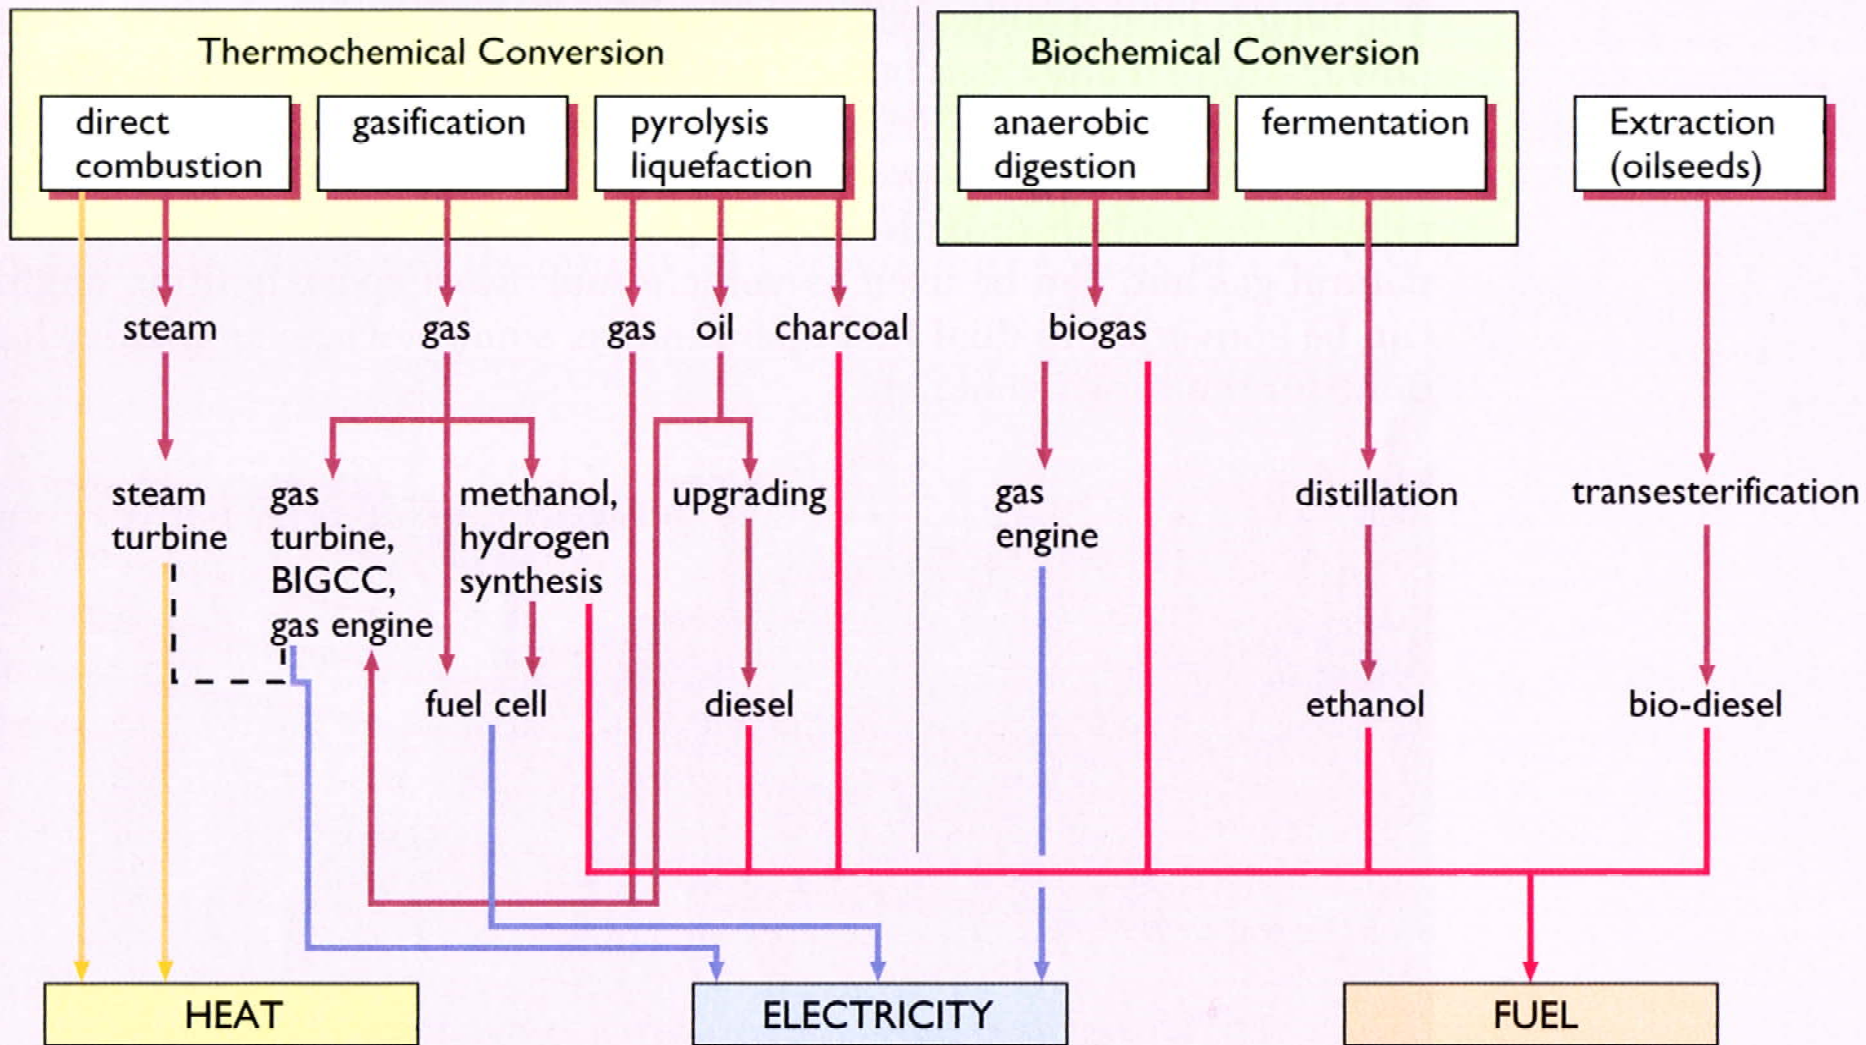 Thermochemical Conversion
Biochemical Conversion
direct
combustion
gasification
pyrolysis
liquefaction
anaerobic
digestion
fermentation
Extraction
(oilseeds)
steam
gas
gas
oil
charcoal
biogas
steam
turbine
gas
turbine,
BIGCC,
gas engine
methanol,
hydrogen
synthesis
upgrading
gas
engine
distillation
transesterification
fuel cell
diesel
ethanol
bio-diesel
HEAT
ELECTRICITY
FUEL